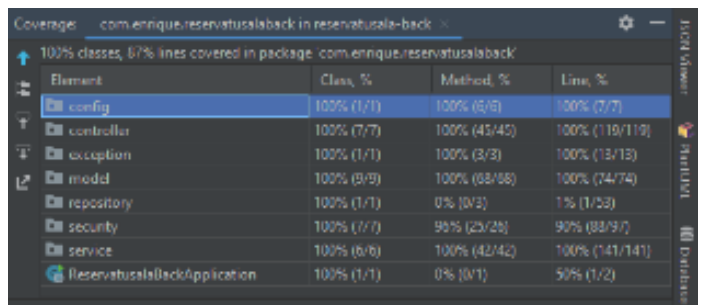 Coverage: com.enrique.reservatusalaback in reservatusala-back ×
100% classes, 87% lines covered in package 'com.enrique.reservatusalaback'
Element Class, % Method, % Line, %
config 100% (1/1) 100% (6/6) 100% (7/7)
controller 100% (7/7) 100% (45/45) 100% (119/119)
exception 100% (1/1) 100% (3/3) 100% (13/13)
model 100% (9/9) 100% (68/68) 100% (74/74)
repository 100% (1/1) 0% (0/3) 1% (1/53)
security 100% (7/7) 96% (25/26) 90% (88/97)
service 100% (6/6) 100% (42/42) 100% (141/141)
ReservatusalaBackApplication 100% (1/1) 0% (0/1) 50% (1/2)
JSON Viewer
PlantUML
Database